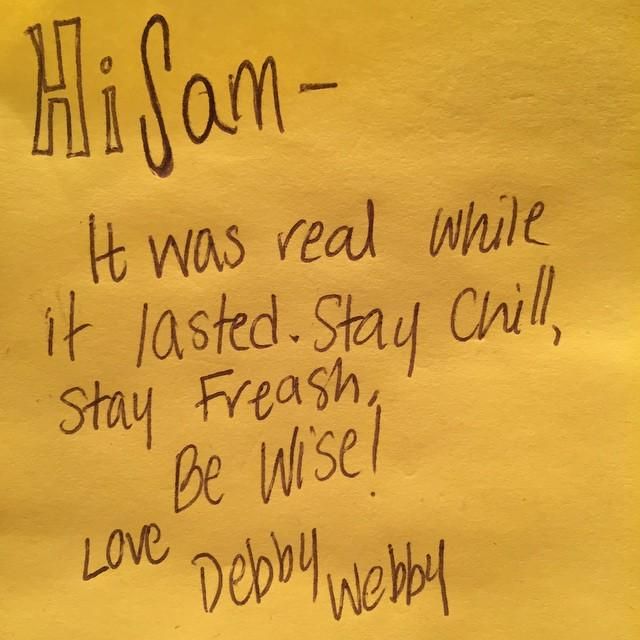 Hi Sam-
It was real while
it lasted. Stay Chill,
Stay Freash,
Be Wise!
Love
Debby Webby